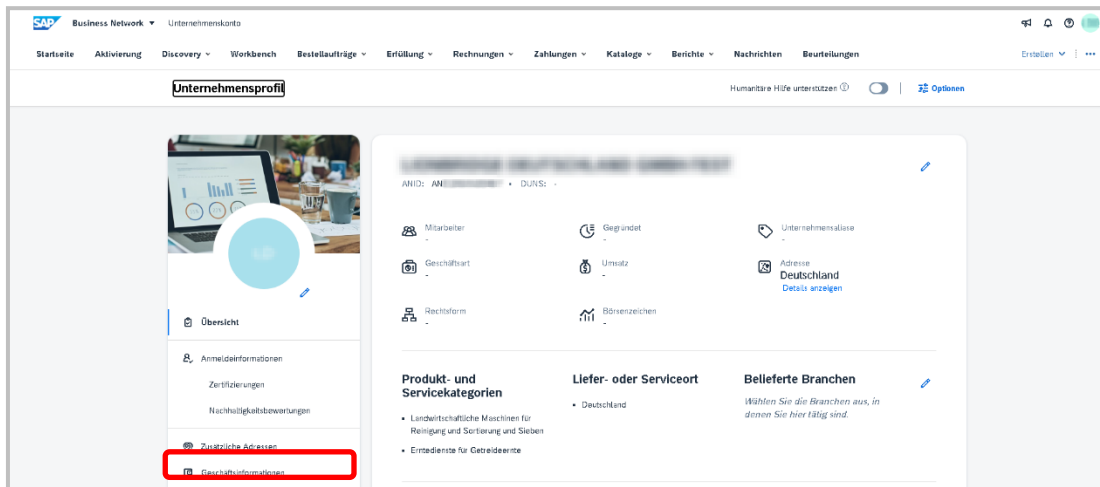 SAP Business Network ▼ Unternehmenskonto
Startseite Aktivierung Discovery Workbench Bestellaufträge Erfüllung Rechnungen Zahlungen Kataloge Berichte Nachrichten Beurteilungen Erstellen
Unternehmensprofil Humanitäre Hilfe unterstützen Optionen
ANID: AN • DUNS: -
Mitarbeiter Gegründet Unternehmensaliase
- - -
Geschäftsart Umsatz Adresse
- - Deutschland
Details anzeigen
Rechtsform Börsenzeichen
- -
Übersicht
Anmeldeinformationen
Zertifizierungen
Nachhaltigkeitsbewertungen
Zusätzliche Adressen
Geschäftsinformationen
Produkt- und
Servicekategorien
• Landwirtschaftliche Maschinen für
Reinigung und Sortierung und Sieben
• Erntedienste für Getreideernte
Liefer- oder Serviceort
• Deutschland
Belieferte Branchen
Wählen Sie die Branchen aus, in
denen Sie hier tätig sind.